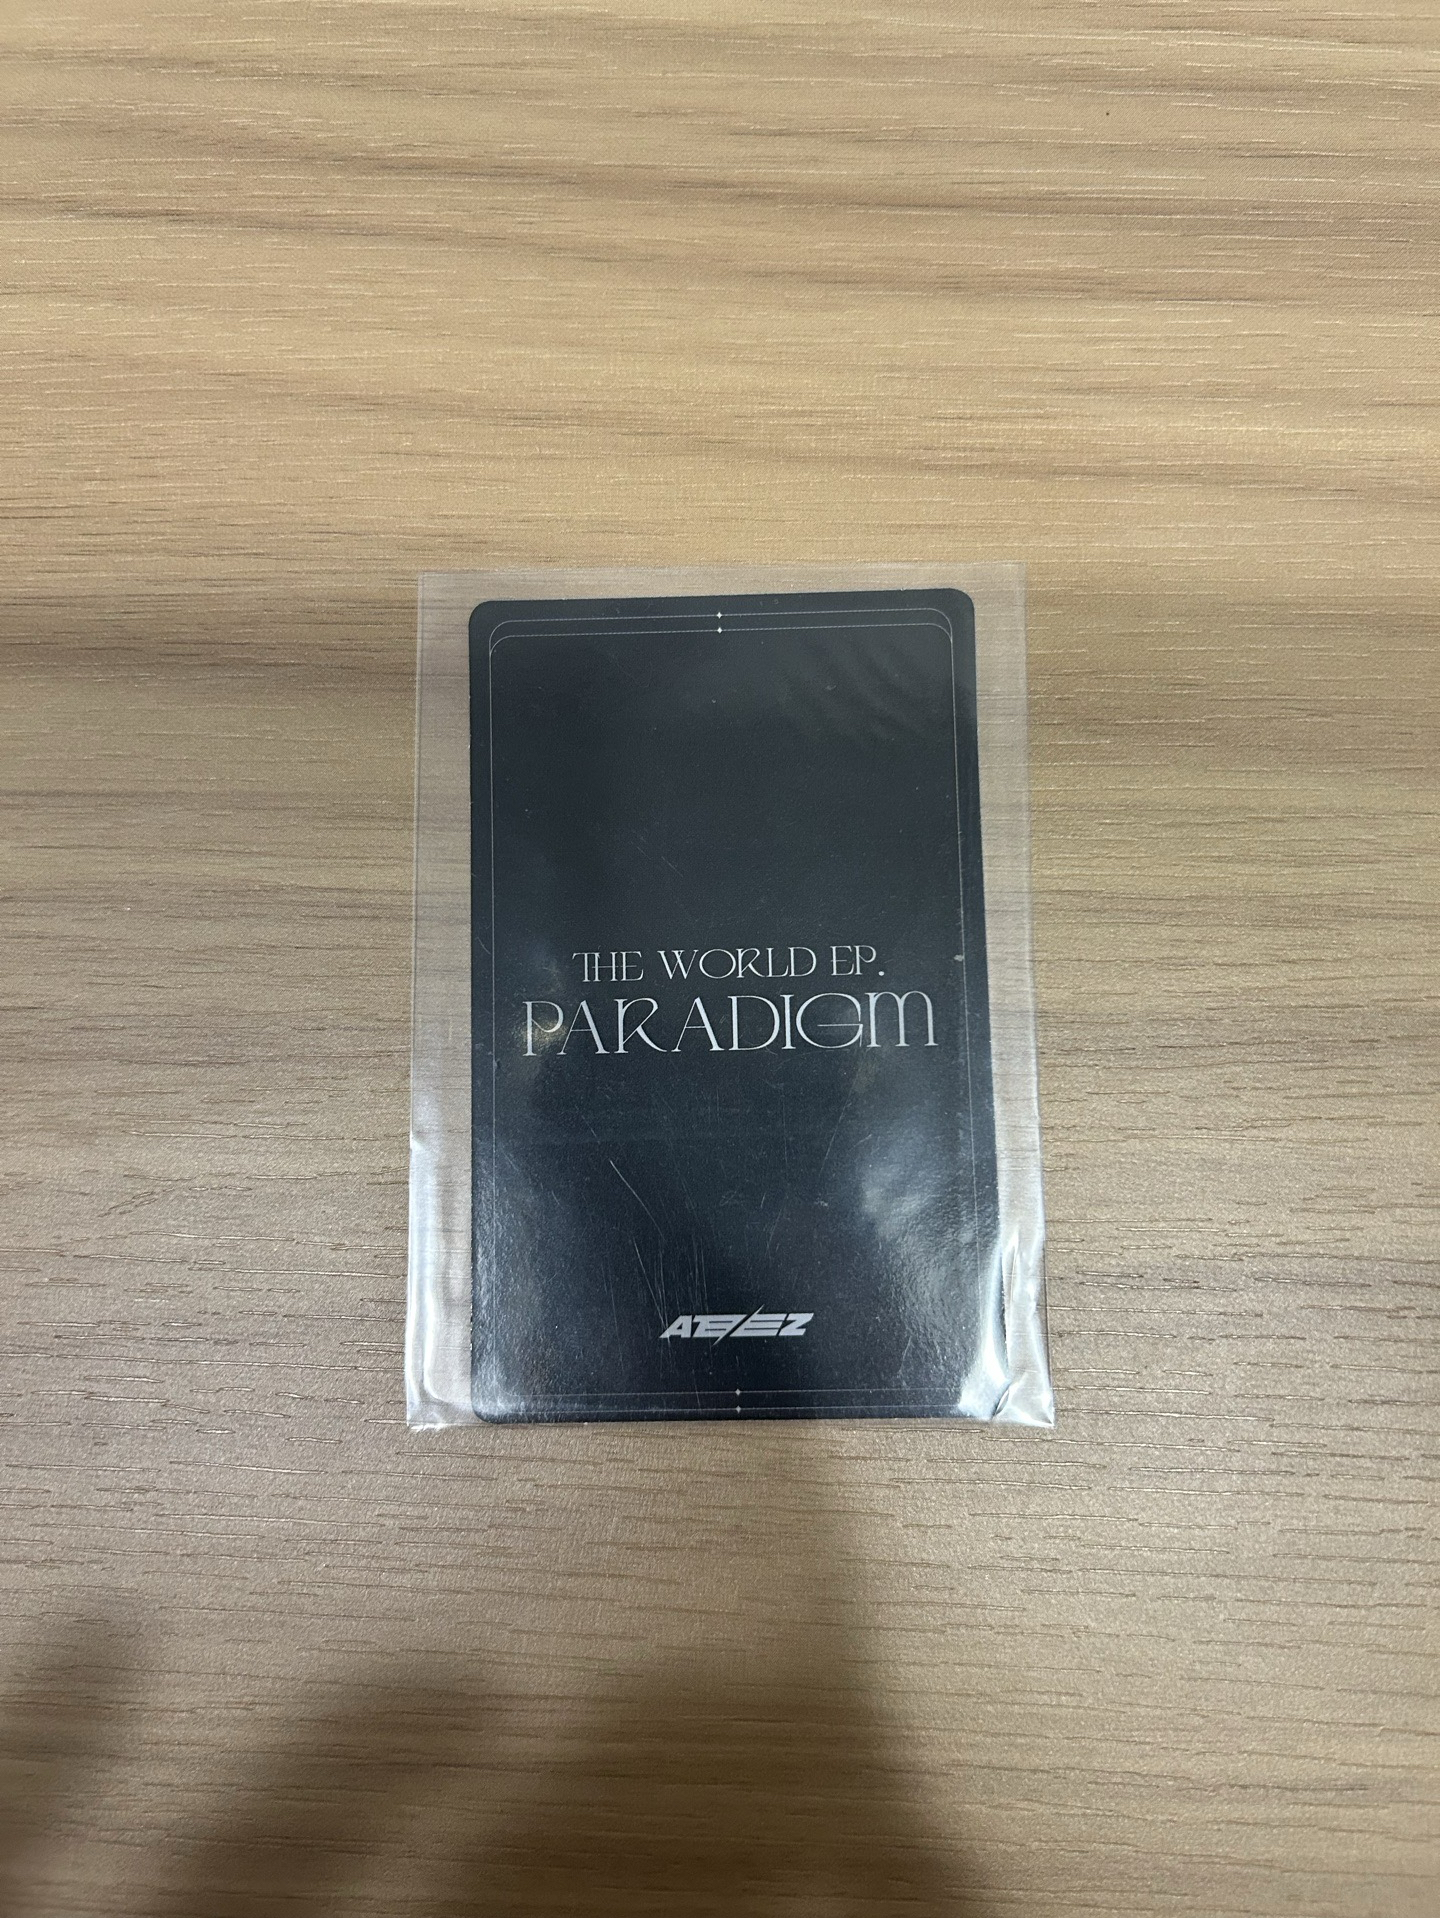 THE WORLD EP.
PARADIGM
ATEEZ